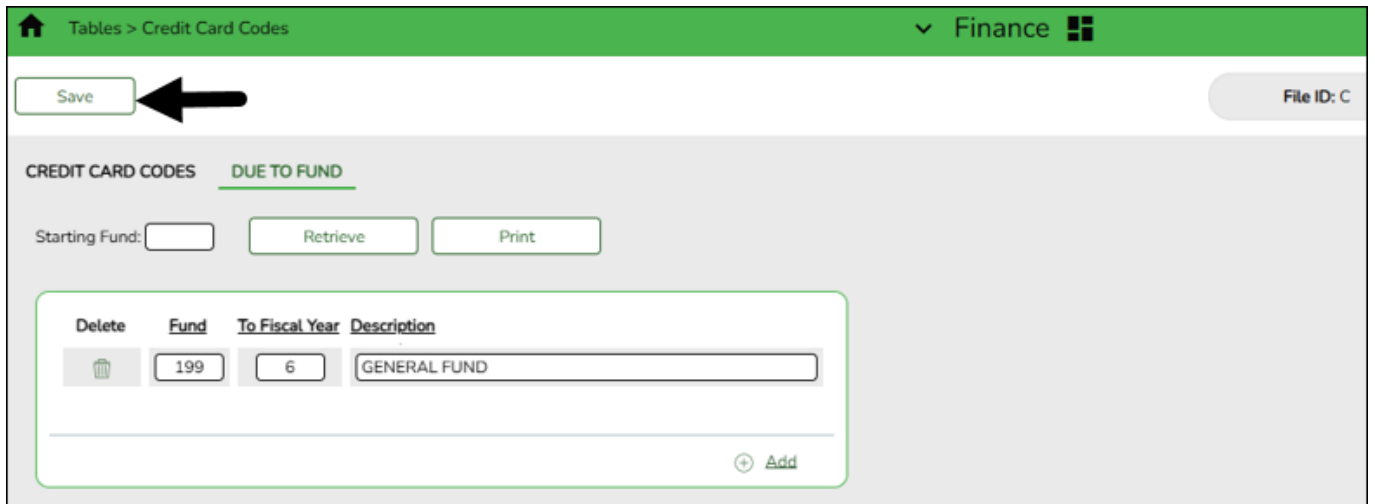 Tables > Credit Card Codes Finance
Save File ID: C
CREDIT CARD CODES DUE TO FUND
Starting Fund: Retrieve Print
Delete Fund To Fiscal Year Description
199 6 GENERAL FUND
Add